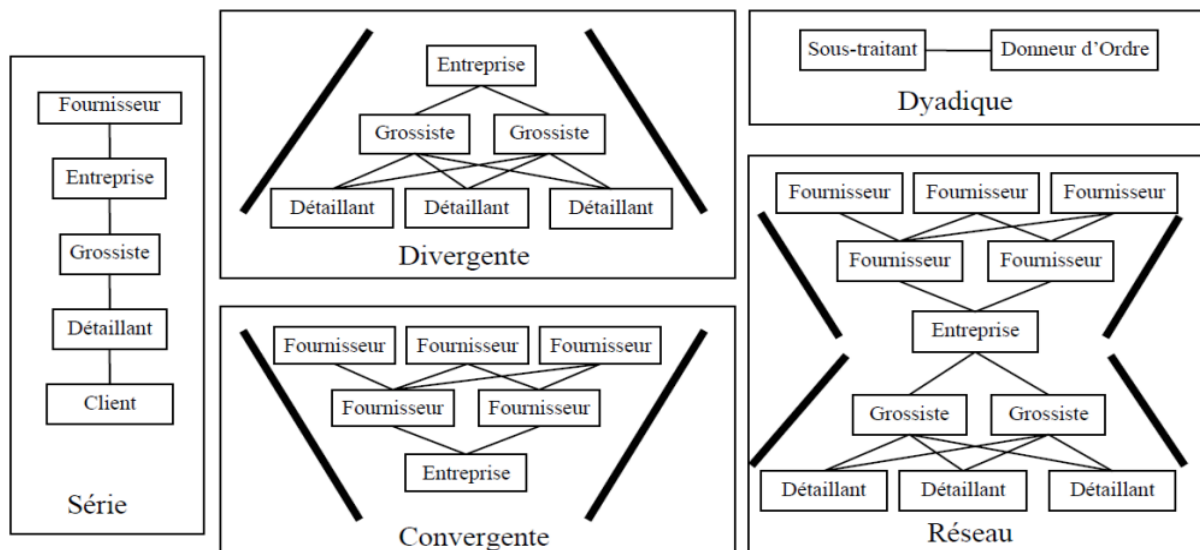 Fournisseur
Entreprise
Grossiste
Détaillant
Client
Série
Entreprise
Grossiste Grossiste
Détaillant Détaillant Détaillant
Divergente
Fournisseur Fournisseur Fournisseur
Fournisseur Fournisseur
Entreprise
Convergente
Sous-traitant Donneur d'Ordre
Dyadique
Fournisseur Fournisseur Fournisseur
Fournisseur Fournisseur
Entreprise
Grossiste Grossiste
Détaillant Détaillant Détaillant
Réseau